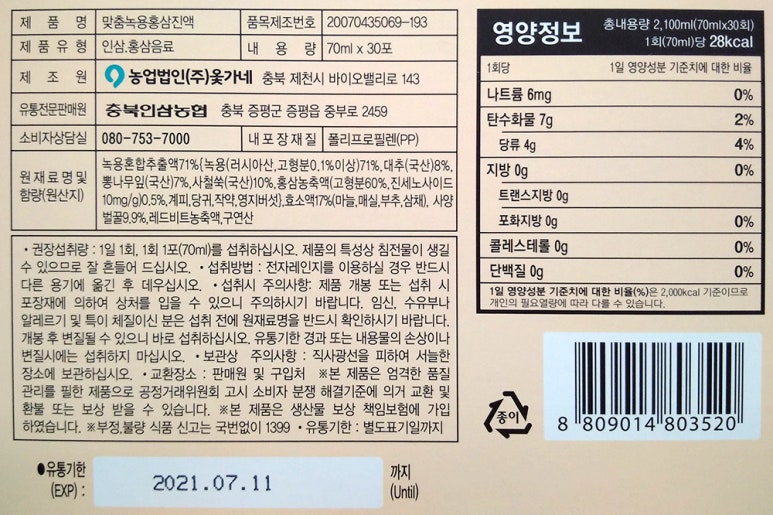 제 품 명 맞춤녹용홍삼진액 품목제조번호 20070435069-193
제 품 유 형 인삼,홍삼음료 내 용 량 70ml x 30포
제 조 원 농업법인(주)옻가네 충북 제천시 바이오밸리로 143
유통전문판매원 충북인삼농협 충북 증평군 증평읍 중부로 2459
소비자상담실 080-753-7000 내포장재질 폴리프로필렌(PP)
원재료명및 함량(원산지)
녹용혼합추출액71%{녹용(러시아산,고형분0.1%이상)71%,대추(국산)8%,
뽕나무잎(국산)7%,사철쑥(국산)10%,홍삼농축액(고형분60%,진세노사이드
10mg/g)0.5%,계피,당귀,작약,영지버섯},효소액17%(마늘,매실,부추,삼채), 사양
벌꿀9.9%,레드비트농축액,구연산
• 권장섭취량 : 1일 1회, 1회 1포(70ml)를 섭취하십시오. 제품의 특성상 침전물이 생길
수 있으므로 잘 흔들어 드십시오. • 섭취방법 : 전자레인지를 이용하실 경우 반드시
다른 용기에 옮긴 후 데우십시오. • 섭취시 주의사항: 제품 개봉 또는 섭취 시
포장재에 의하여 상처를 입을 수 있으니 주의하시기 바랍니다. 임신, 수유부나
알레르기 및 특이 체질이신 분은 섭취 전에 원재료명을 반드시 확인하시기 바랍니다.
개봉 후 변질될 수 있으니 바로 섭취하십시오. 유통기한 경과 또는 내용물의 손상이나
변질시에는 섭취하지 마십시오. • 보관상 주의사항 : 직사광선을 피하여 서늘한
장소에 보관하십시오. • 교환장소 : 판매원 및 구입처 ※본 제품은 엄격한 품질
관리를 필한 제품으로 공정거래위원회 고시 소비자 분쟁 해결기준에 의거 교환 및
환불 또는 보상 받을 수 있습니다. ※본 제품은 생산물 보상 책임보험에 가입
하였습니다. ※부정,불량 식품 신고는 국번없이 1399 • 유통기한 : 별도표기일까지
●유통기한 (EXP) : 2021.07.11 까지 (Until)
영양정보 총내용량 2,100ml(70mlx30회)
1회(70ml)당 28kcal
1회당 1일 영양성분 기준치에 대한 비율
나트륨 6mg 0%
탄수화물 7g 2%
당류 4g 4%
지방 0g 0%
트랜스지방 0g
포화지방 0g 0%
콜레스테롤 0g 0%
단백질 0g 0%
1일 영양성분 기준치에 대한 비율(%)은 2,000kcal 기준이므로
개인의 필요열량에 따라 다를 수 있습니다.
종이
8 809014 803520